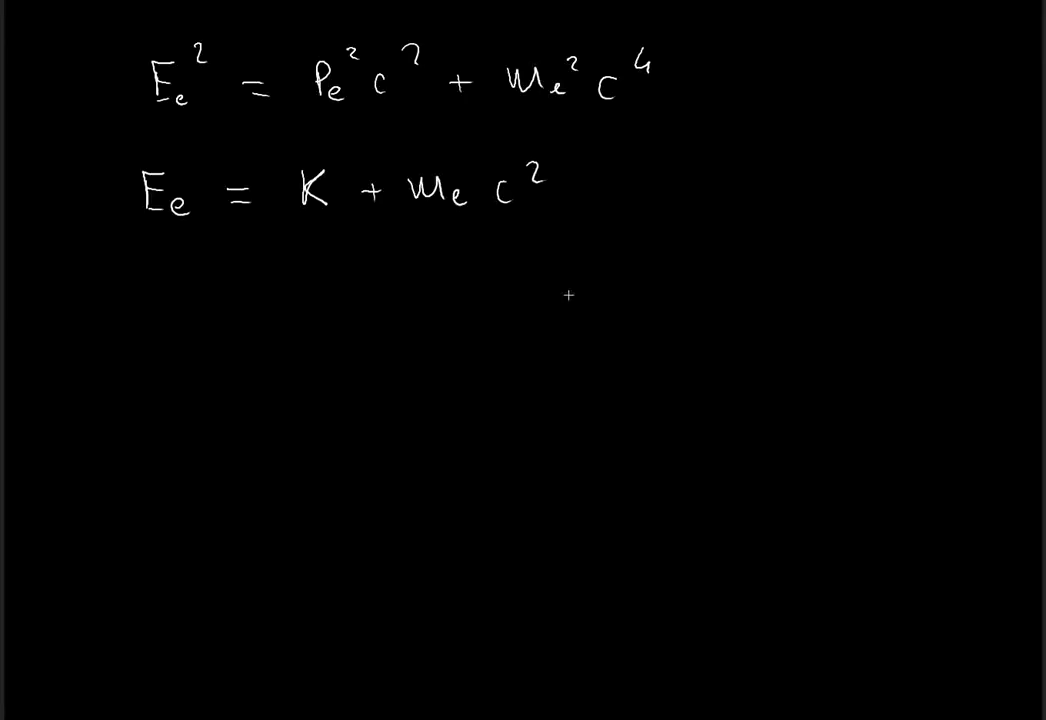 E_e^2 = P_e^2 c^2 + m_e^2 c^4
E_e = K + m_e c^2